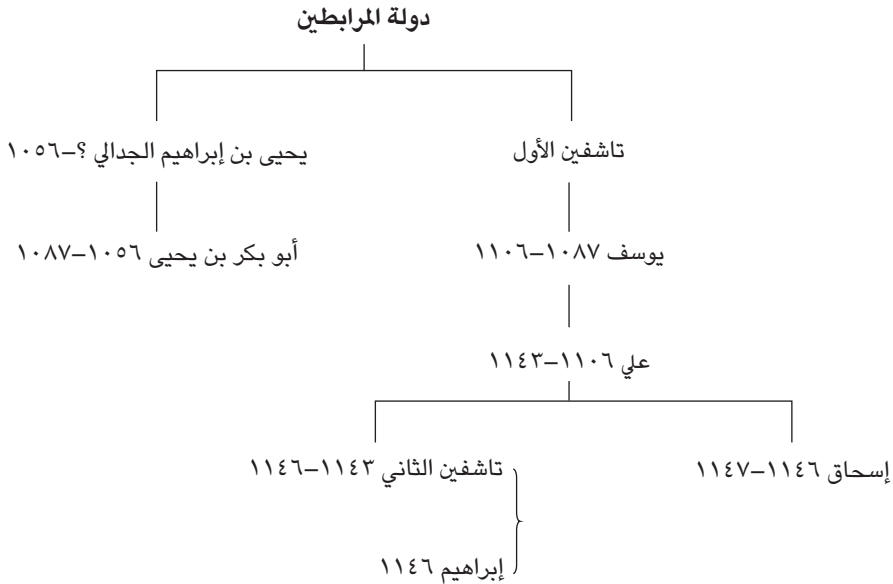 دولة المرابطين
تاشفين الأول
يحيى بن إبراهيم الجدالي ؟–١٠٥٦
يوسف ١٠٨٧–١١٠٦
أبو بكر بن يحيى ١٠٥٦–١٠٨٧
علي ١١٠٦–١١٤٣
إسحاق ١١٤٦–١١٤٧
تاشفين الثاني ١١٤٣–١١٤٦
إبراهيم ١١٤٦